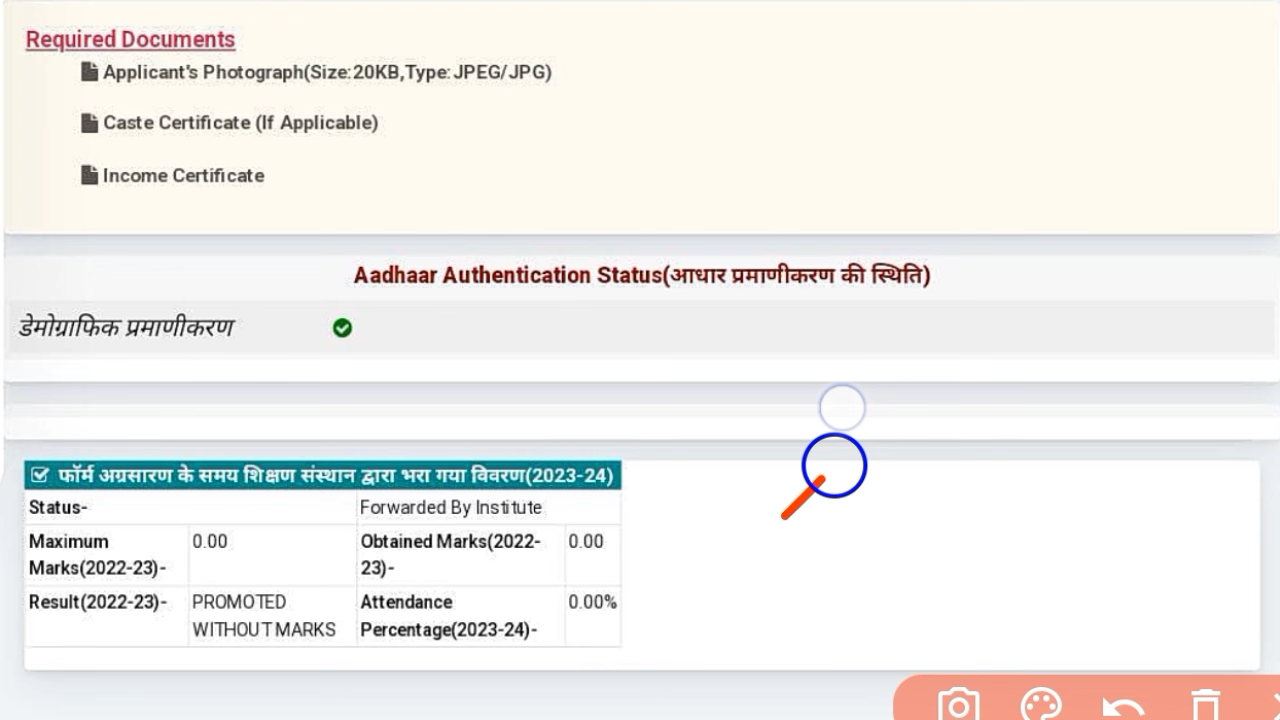 Required Documents
Applicant's Photograph(Size:20KB,Type:JPEG/JPG)
Caste Certificate (If Applicable)
Income Certificate
Aadhaar Authentication Status(आधार प्रमाणीकरण की स्थिति)
डेमोग्राफिक प्रमाणीकरण
फॉर्म अग्रसारण के समय शिक्षण संस्थान द्वारा भरा गया विवरण(2023-24)
Status- Forwarded By Institute
Maximum Marks(2022-23)- 0.00 Obtained Marks(2022-23)- 0.00
Result(2022-23)- PROMOTED WITHOUT MARKS Attendance Percentage(2023-24)- 0.00%